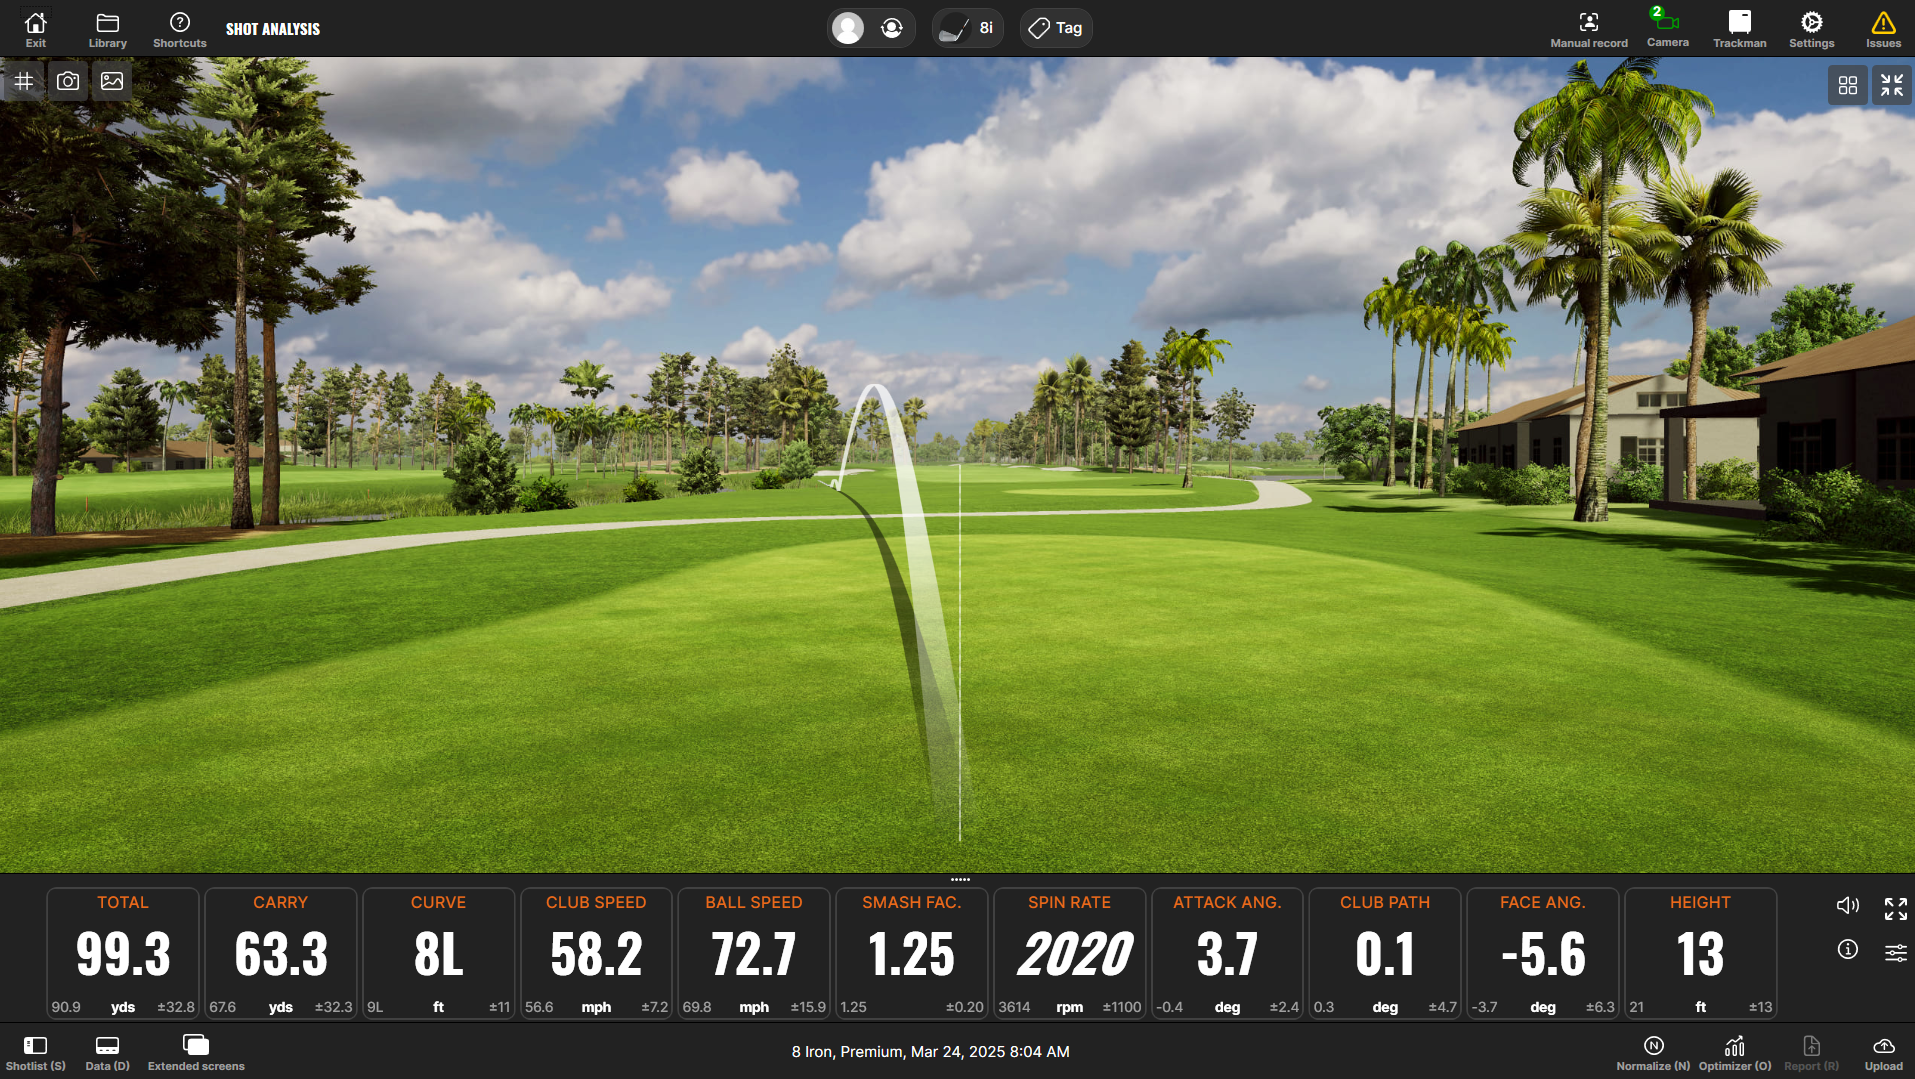 Exit
Library
Shortcuts
SHOT ANALYSIS
8i
Tag
Manual record
2
Camera
Trackman
Settings
Issues
TOTAL
99.3
90.9 yds ±32.8
CARRY
63.3
67.6 yds ±32.3
CURVE
8L
9L ft ±11
CLUB SPEED
58.2
56.6 mph ±7.2
BALL SPEED
72.7
69.8 mph ±15.9
SMASH FAC.
1.25
1.25 ±0.20
SPIN RATE
2020
3614 rpm ±1100
ATTACK ANG.
3.7
-0.4 deg ±2.4
CLUB PATH
0.1
0.3 deg ±4.7
FACE ANG.
-5.6
-3.7 deg ±6.3
HEIGHT
13
21 ft ±13
Shotlist (S)
Data (D)
Extended screens
8 Iron, Premium, Mar 24, 2025 8:04 AM
N
Normalize (N)
Optimizer (O)
Report (R)
Upload